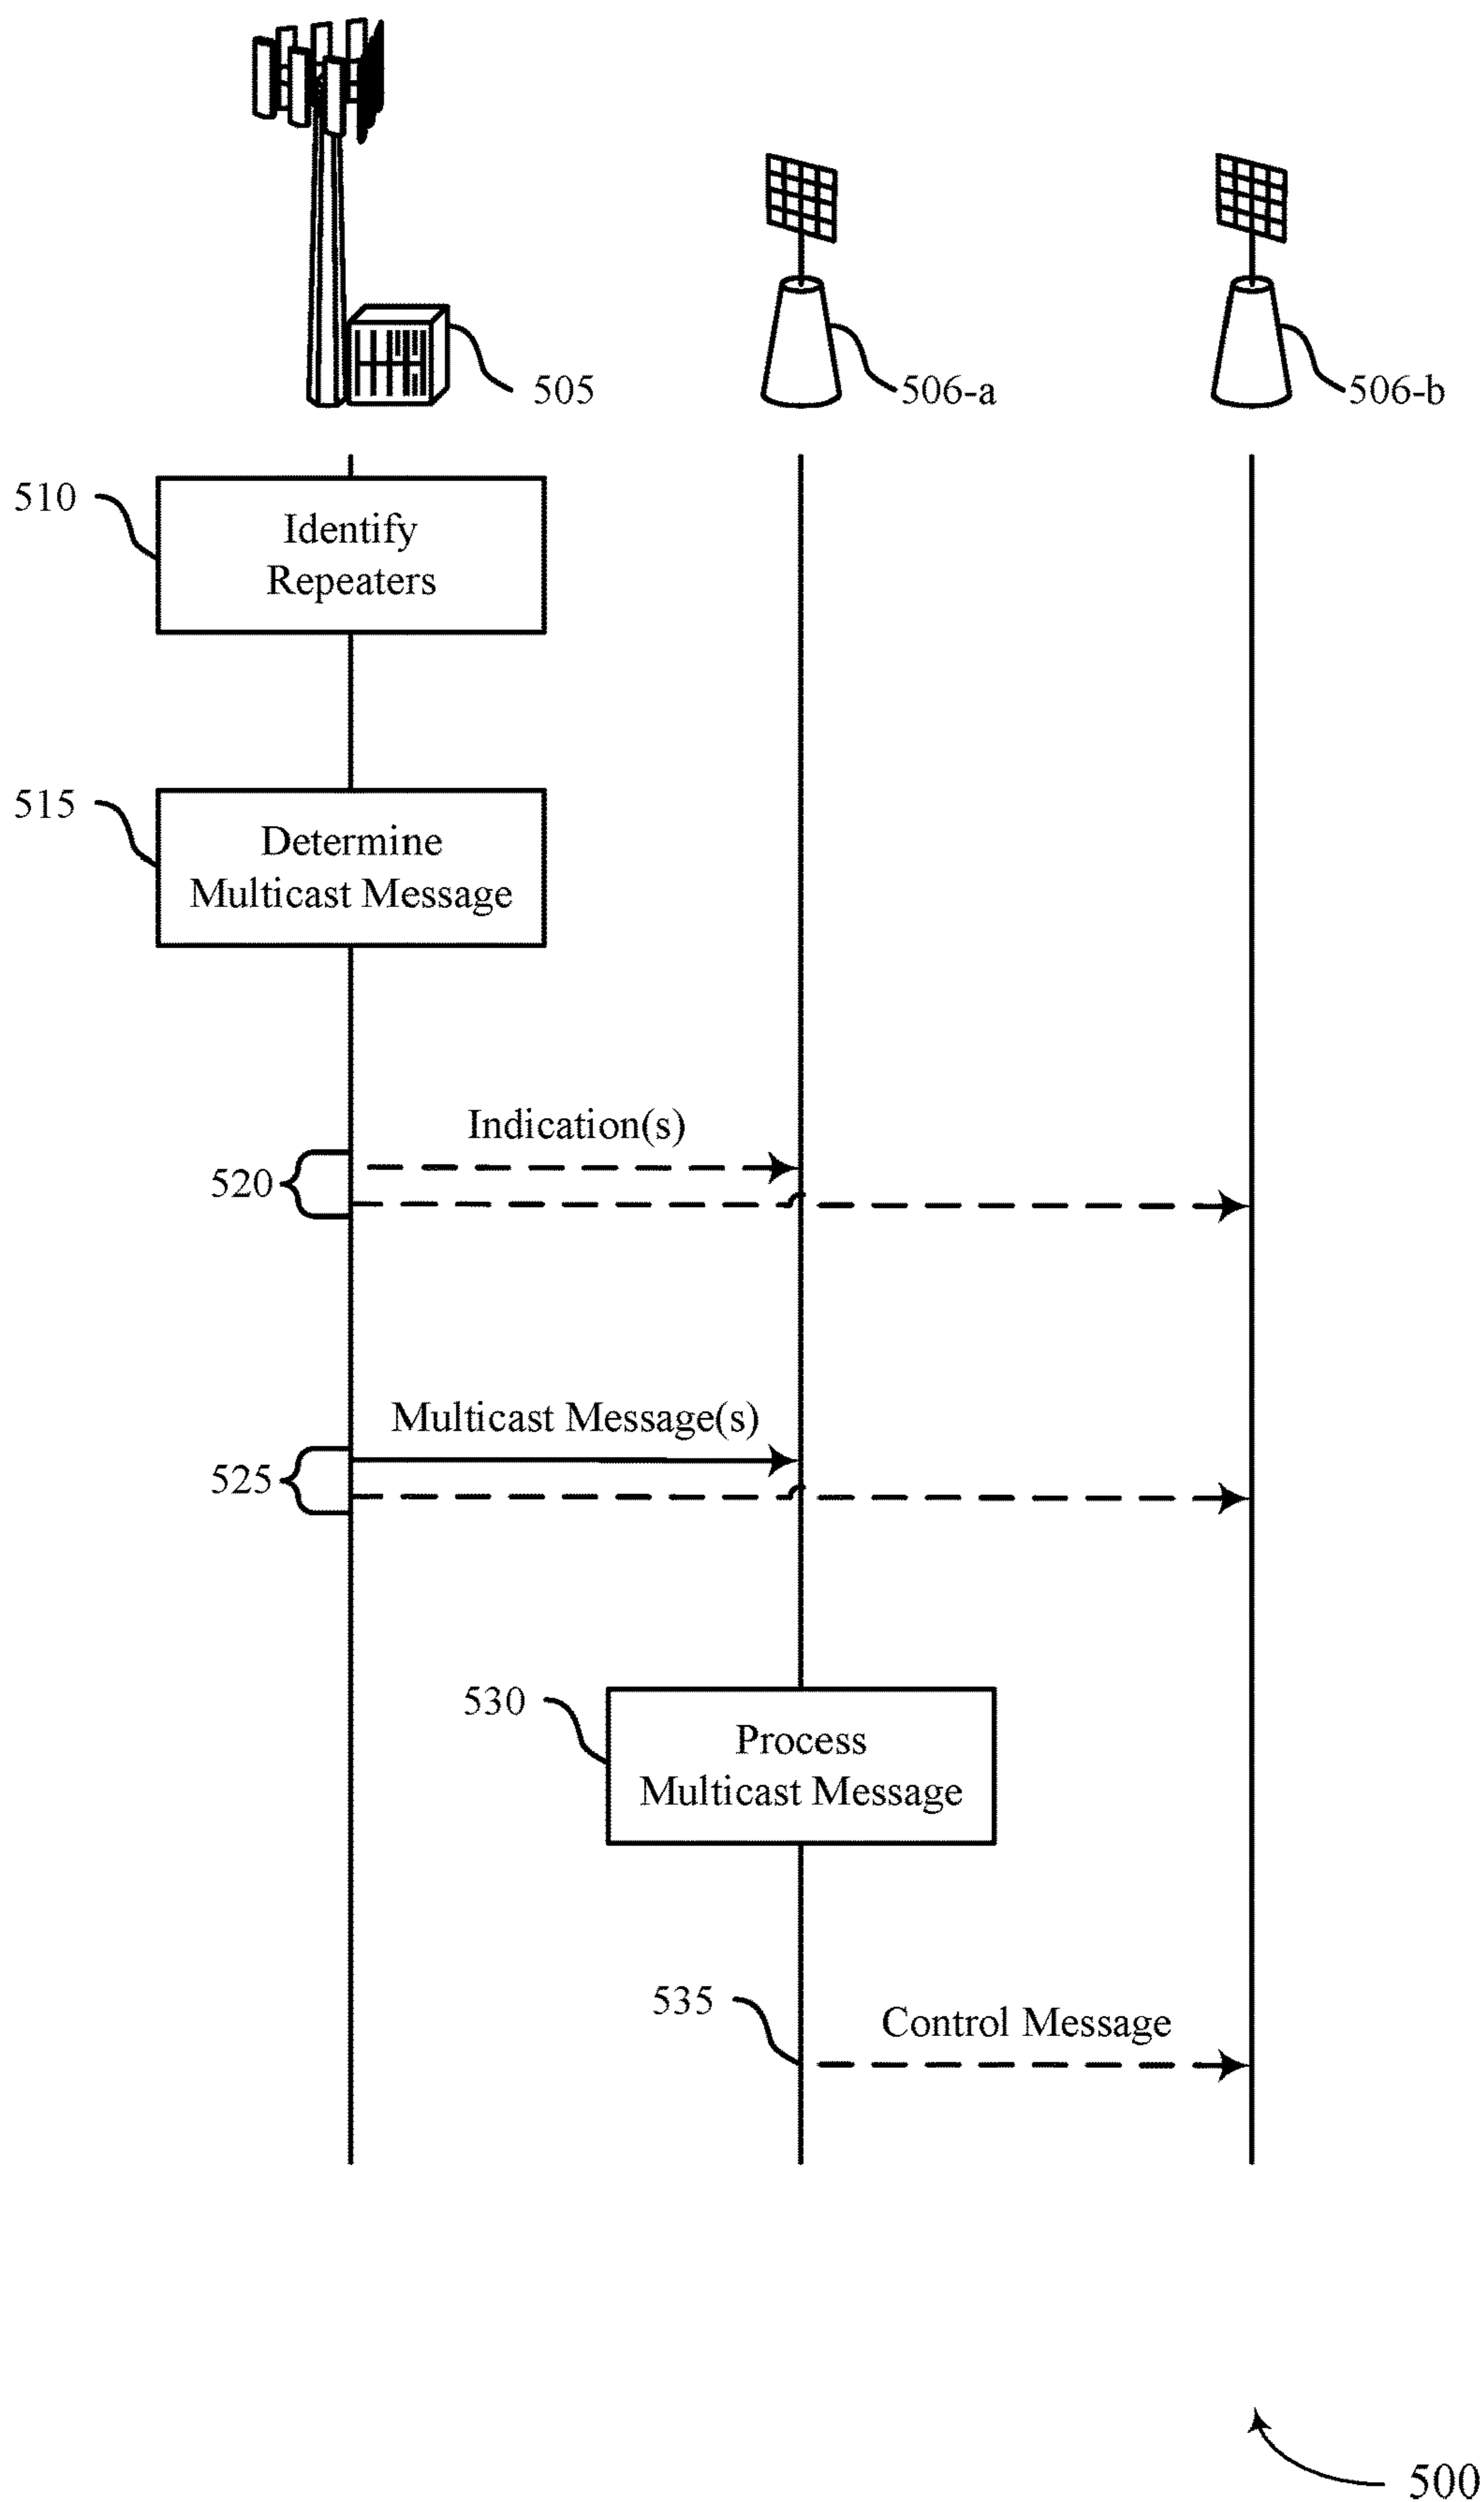 505
506-a
506-b
510
Identify
Repeaters
515
Determine
Multicast Message
Indication(s)
520
Multicast Message(s)
525
530
Process
Multicast Message
535
Control Message
500